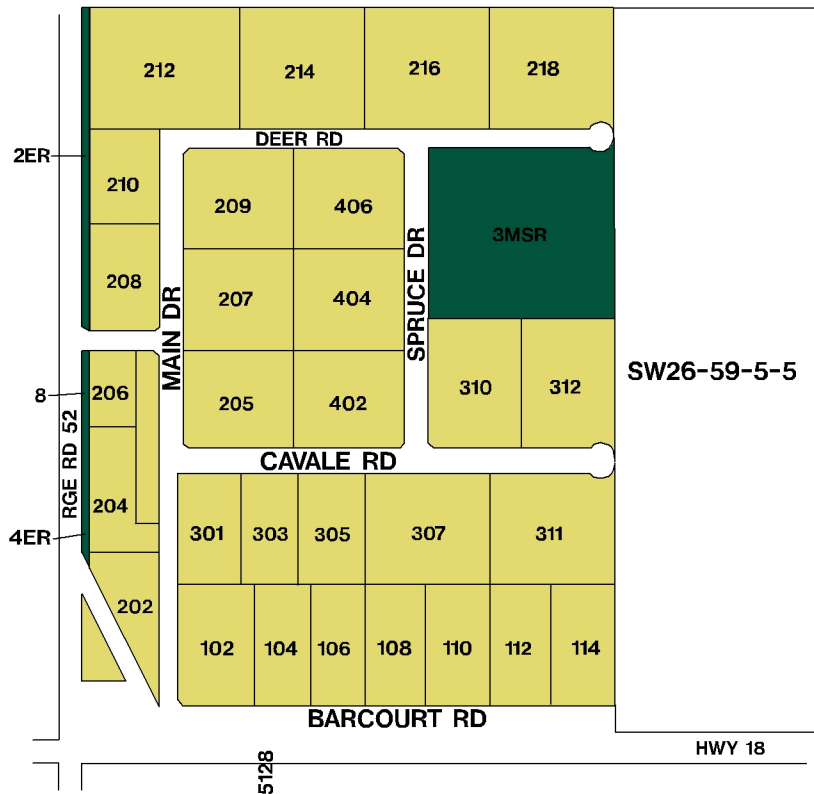 212
214
216
218
DEER RD
2ER
210
209
406
3MSR
208
207
404
MAIN DR
SPRUCE DR
SW26-59-5-5
8
206
205
402
310
312
RGE RD 52
CAVALE RD
204
301
303
305
307
311
4ER
202
102
104
106
108
110
112
114
BARCOURT RD
HWY 18
5128